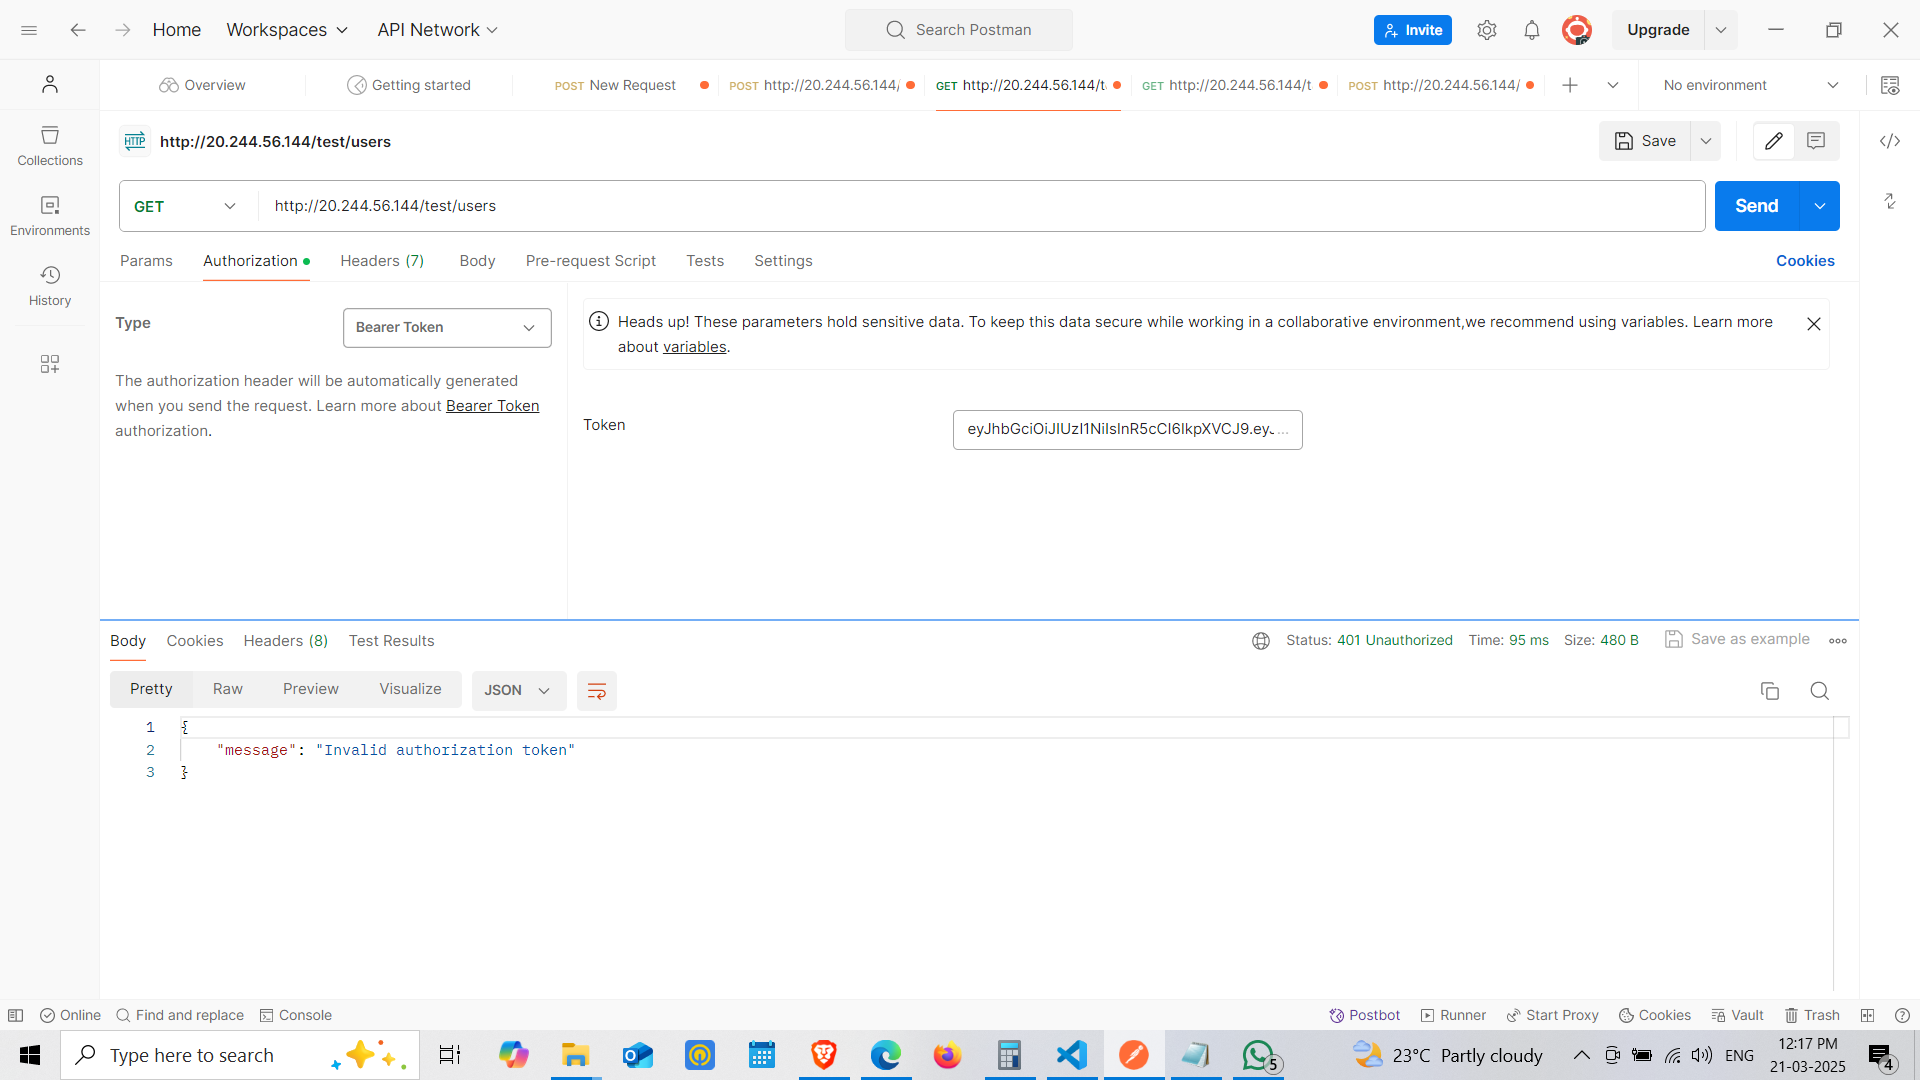 Home
Workspaces
API Network
Search Postman
Invite
Upgrade
Overview
Getting started
POST New Request
POST http://20.244.56.144/
GET http://20.244.56.144/t
GET http://20.244.56.144/t
POST http://20.244.56.144/
No environment
Collections
Environments
History
HTTP
http://20.244.56.144/test/users
Save
GET
http://20.244.56.144/test/users
Send
Params
Authorization
Headers (7)
Body
Pre-request Script
Tests
Settings
Cookies
Type
Bearer Token
The authorization header will be automatically generated
when you send the request. Learn more about Bearer Token
authorization.
Heads up! These parameters hold sensitive data. To keep this data secure while working in a collaborative environment,we recommend using variables. Learn more
about variables.
Token
eyJhbGciOiJIUzI1NiIsInR5cCI6IkpXVCJ9.eyJ...
Body
Cookies
Headers (8)
Test Results
Status: 401 Unauthorized
Time: 95 ms
Size: 480 B
Save as example
Pretty
Raw
Preview
Visualize
JSON
1 {
2 "message": "Invalid authorization token"
3 }
Online
Find and replace
Console
Postbot
Runner
Start Proxy
Cookies
Vault
Trash
Type here to search
5
23°C Partly cloudy
ENG
12:17 PM
21-03-2025
4